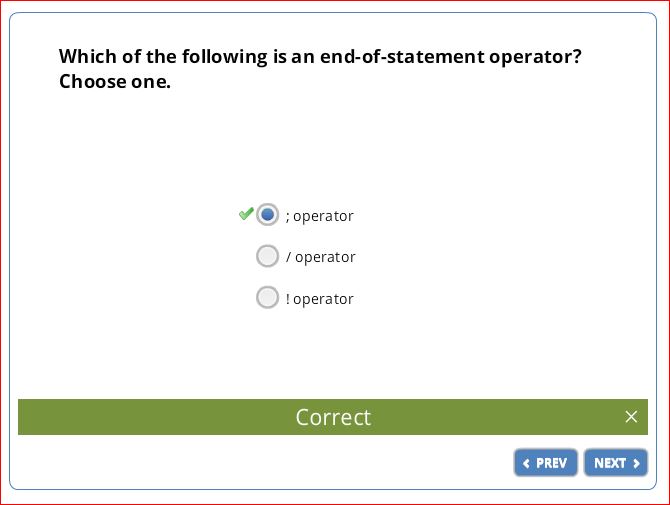 Which of the following is an end-of-statement operator?
Choose one.
; operator
/ operator
! operator
Correct
PREV
NEXT